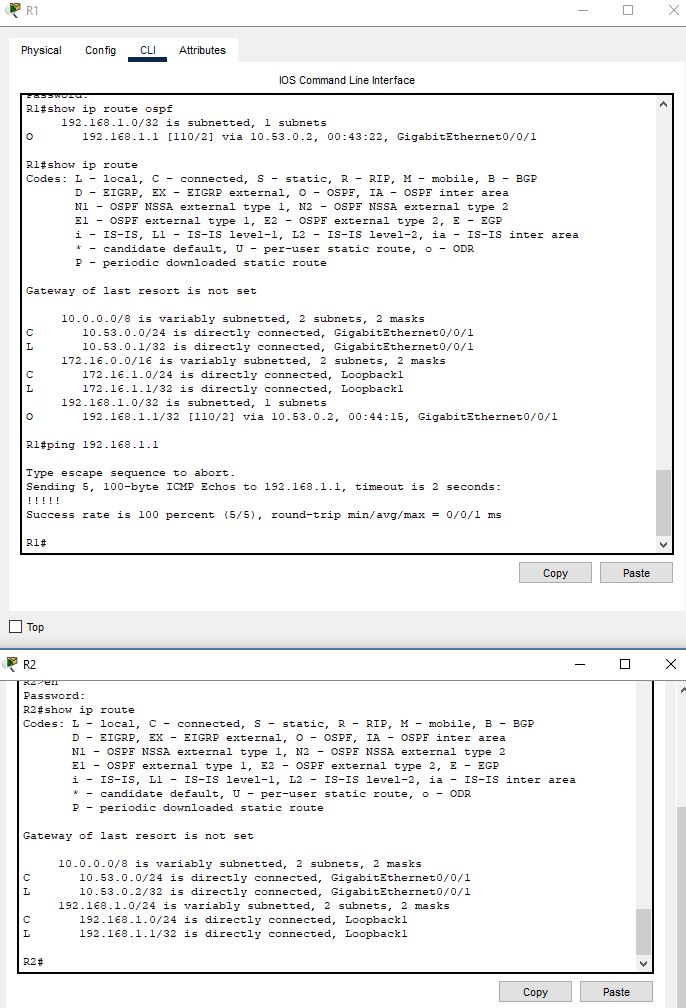 R1
Physical Config CLI Attributes
IOS Command Line Interface
Password:
R1#show ip route ospf
192.168.1.0/32 is subnetted, 1 subnets
O 192.168.1.1 [110/2] via 10.53.0.2, 00:43:22, GigabitEthernet0/0/1
R1#show ip route
Codes: L - local, C - connected, S - static, R - RIP, M - mobile, B - BGP
D - EIGRP, EX - EIGRP external, O - OSPF, IA - OSPF inter area
N1 - OSPF NSSA external type 1, N2 - OSPF NSSA external type 2
E1 - OSPF external type 1, E2 - OSPF external type 2, E - EGP
i - IS-IS, L1 - IS-IS level-1, L2 - IS-IS level-2, ia - IS-IS inter area
* - candidate default, U - per-user static route, o - ODR
P - periodic downloaded static route
Gateway of last resort is not set
10.0.0.0/8 is variably subnetted, 2 subnets, 2 masks
C 10.53.0.0/24 is directly connected, GigabitEthernet0/0/1
L 10.53.0.1/32 is directly connected, GigabitEthernet0/0/1
172.16.0.0/16 is variably subnetted, 2 subnets, 2 masks
C 172.16.1.0/24 is directly connected, Loopback1
L 172.16.1.1/32 is directly connected, Loopback1
192.168.1.0/32 is subnetted, 1 subnets
O 192.168.1.1/32 [110/2] via 10.53.0.2, 00:44:15, GigabitEthernet0/0/1
R1#ping 192.168.1.1
Type escape sequence to abort.
Sending 5, 100-byte ICMP Echos to 192.168.1.1, timeout is 2 seconds:
!!!!!
Success rate is 100 percent (5/5), round-trip min/avg/max = 0/0/1 ms
R1#
Copy Paste
Top
R2
R2>en
Password:
R2#show ip route
Codes: L - local, C - connected, S - static, R - RIP, M - mobile, B - BGP
D - EIGRP, EX - EIGRP external, O - OSPF, IA - OSPF inter area
N1 - OSPF NSSA external type 1, N2 - OSPF NSSA external type 2
E1 - OSPF external type 1, E2 - OSPF external type 2, E - EGP
i - IS-IS, L1 - IS-IS level-1, L2 - IS-IS level-2, ia - IS-IS inter area
* - candidate default, U - per-user static route, o - ODR
P - periodic downloaded static route
Gateway of last resort is not set
10.0.0.0/8 is variably subnetted, 2 subnets, 2 masks
C 10.53.0.0/24 is directly connected, GigabitEthernet0/0/1
L 10.53.0.2/32 is directly connected, GigabitEthernet0/0/1
192.168.1.0/24 is variably subnetted, 2 subnets, 2 masks
C 192.168.1.0/24 is directly connected, Loopback1
L 192.168.1.1/32 is directly connected, Loopback1
R2#
Copy Paste